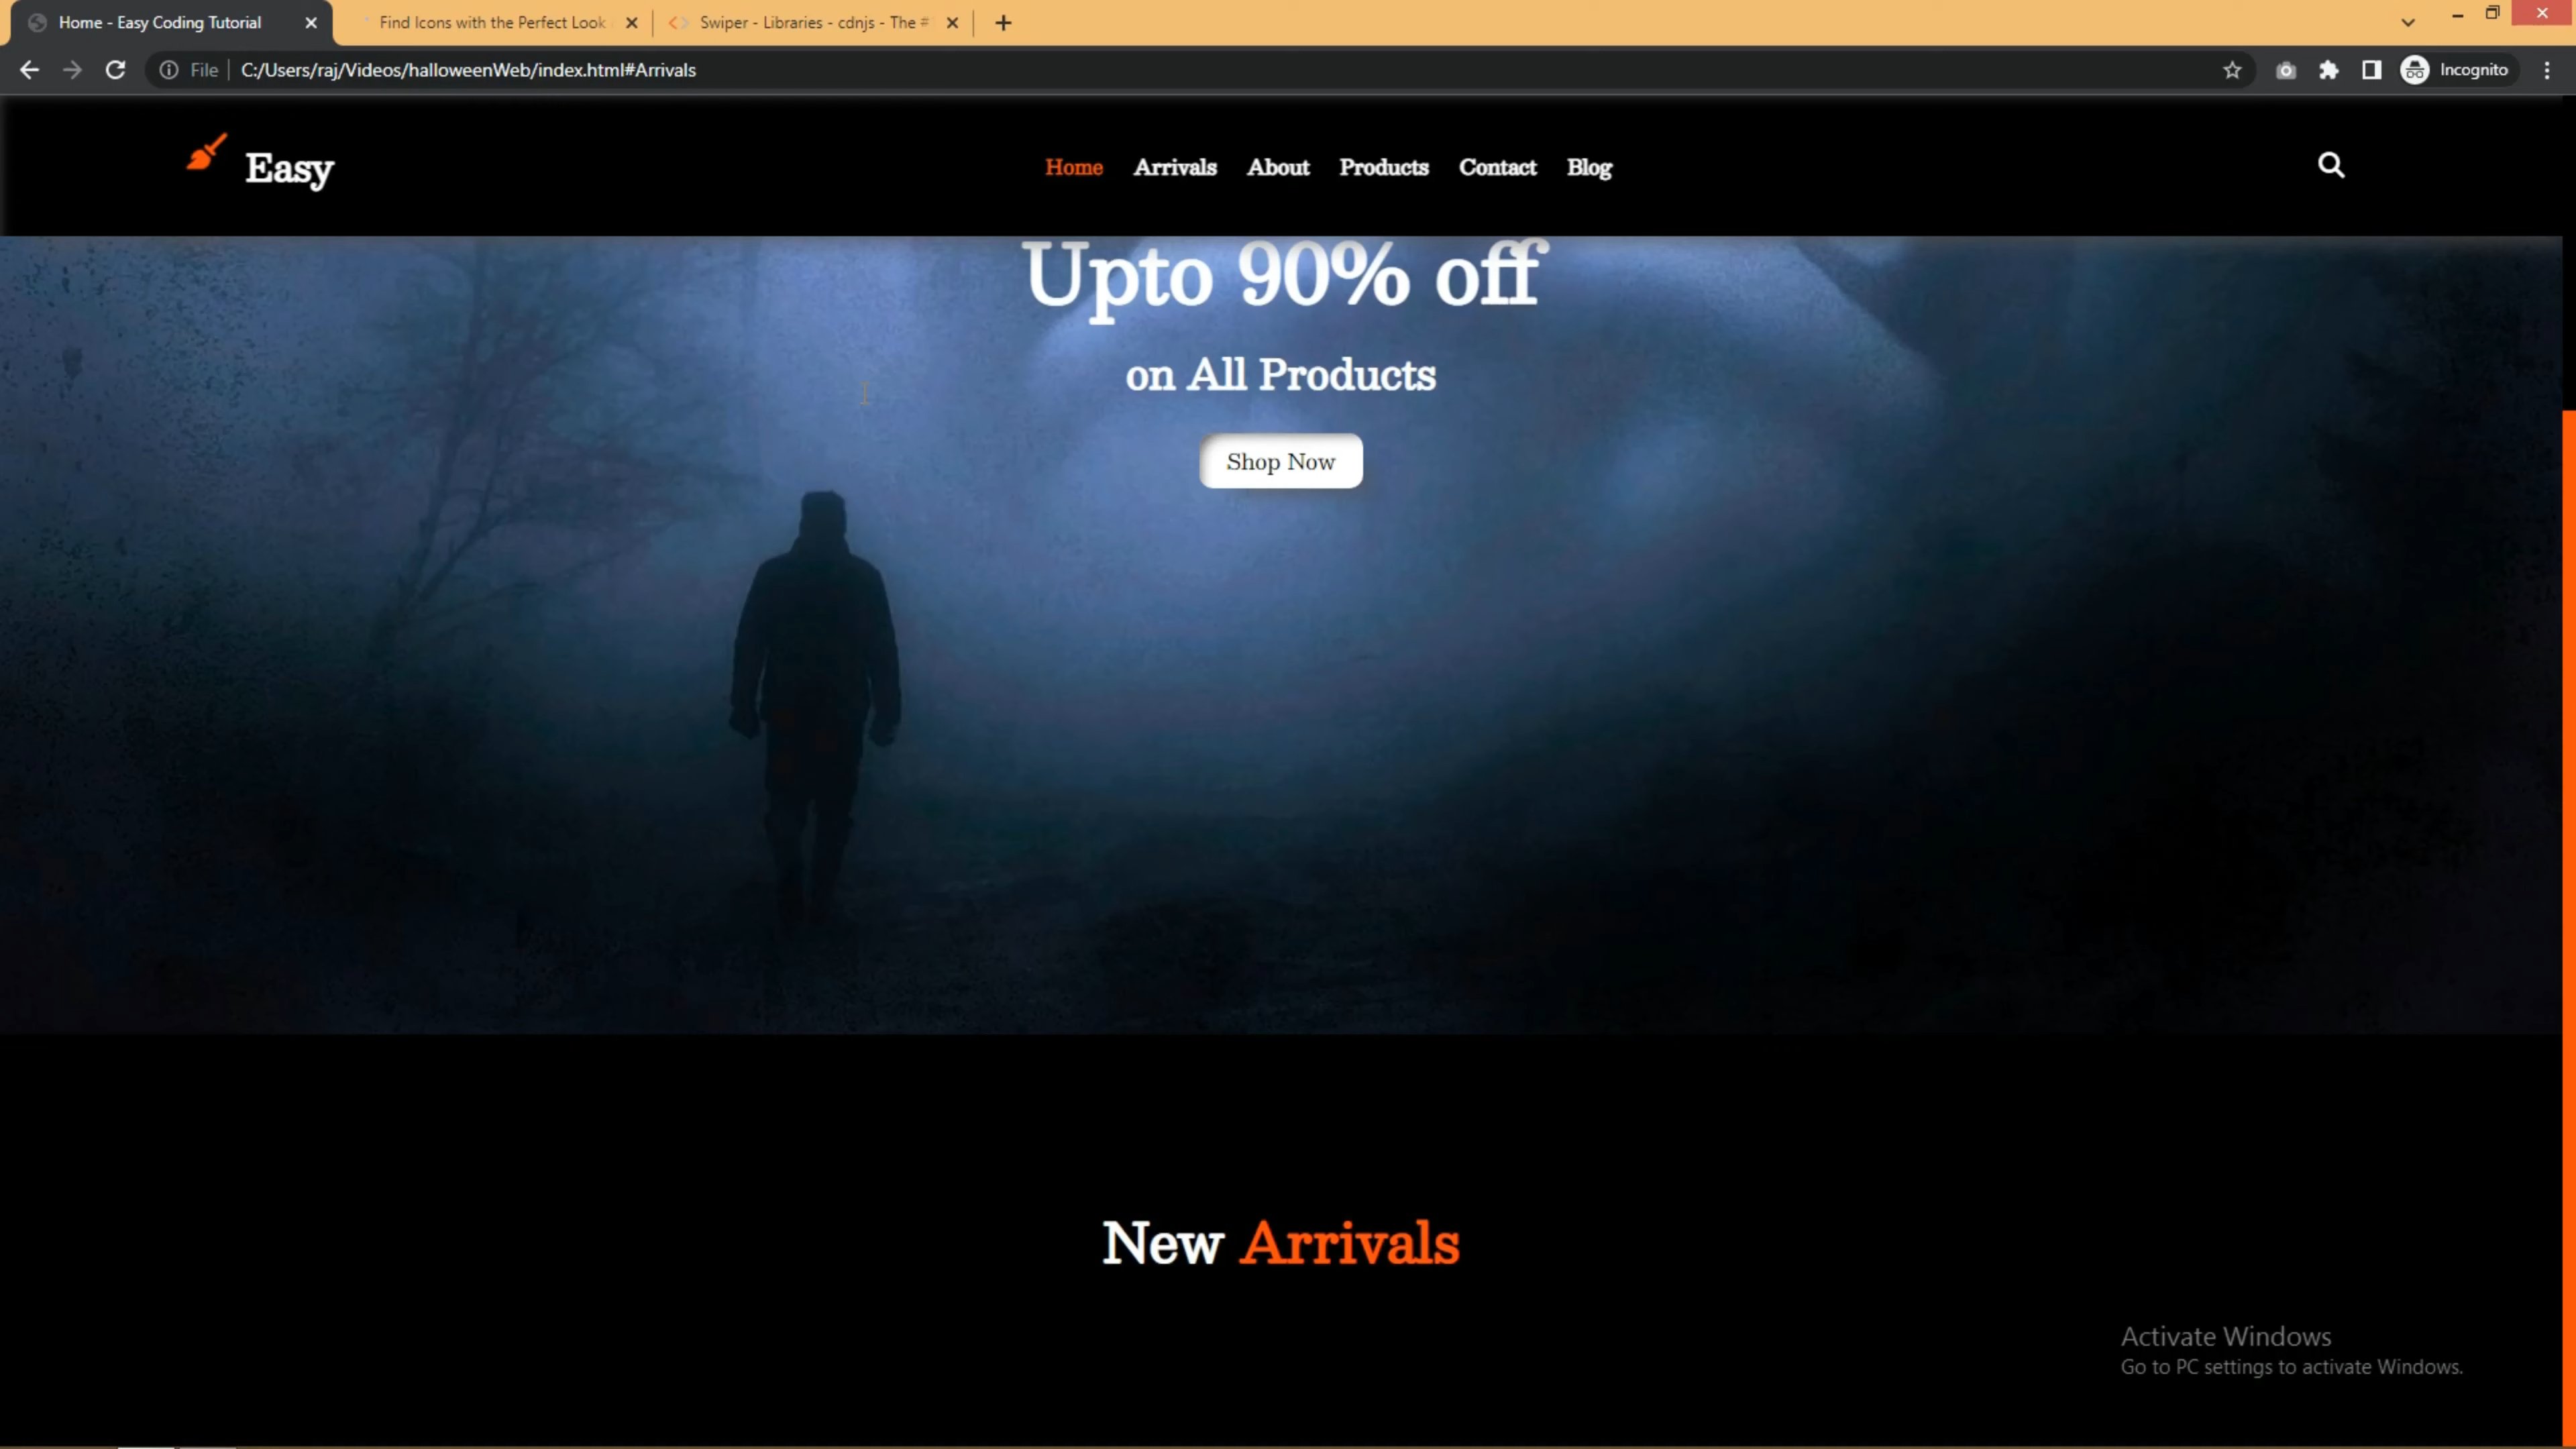 Home - Easy Coding Tutorial
Find Icons with the Perfect Look
Swiper - Libraries - cdnjs - The #
File
C:/Users/raj/Videos/halloweenWeb/index.html#Arrivals
Incognito
Easy
Home Arrivals About Products Contact Blog
Upto 90% off
on All Products
Shop Now
New Arrivals
Activate Windows
Go to PC settings to activate Windows.